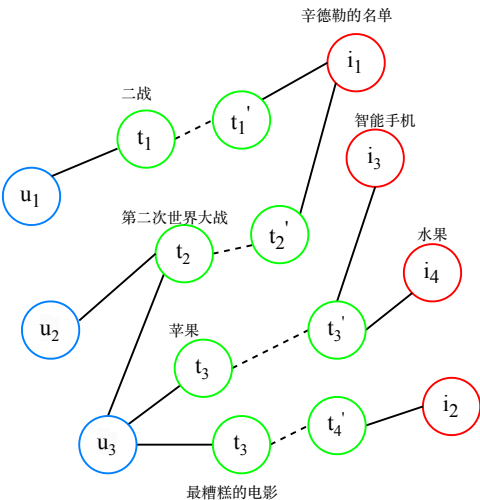 辛德勒的名单
i1
二战
t1'
t1
智能手机
i3
u1
第二次世界大战
t2'
t2
水果
i4
u2
苹果
t3'
t3
i2
t4'
u3
t3
最糟糕的电影